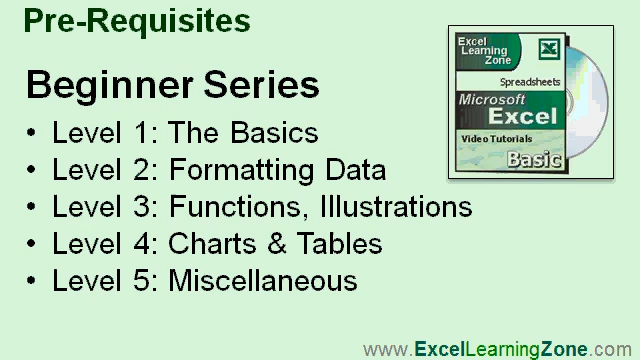 Pre-Requisites
Beginner Series
• Level 1: The Basics
• Level 2: Formatting Data
• Level 3: Functions, Illustrations
• Level 4: Charts & Tables
• Level 5: Miscellaneous
Excel
Learning
Zone
Spreadsheets
Microsoft
Excel
Video Tutorials
Basic
www.ExcelLearningZone.com